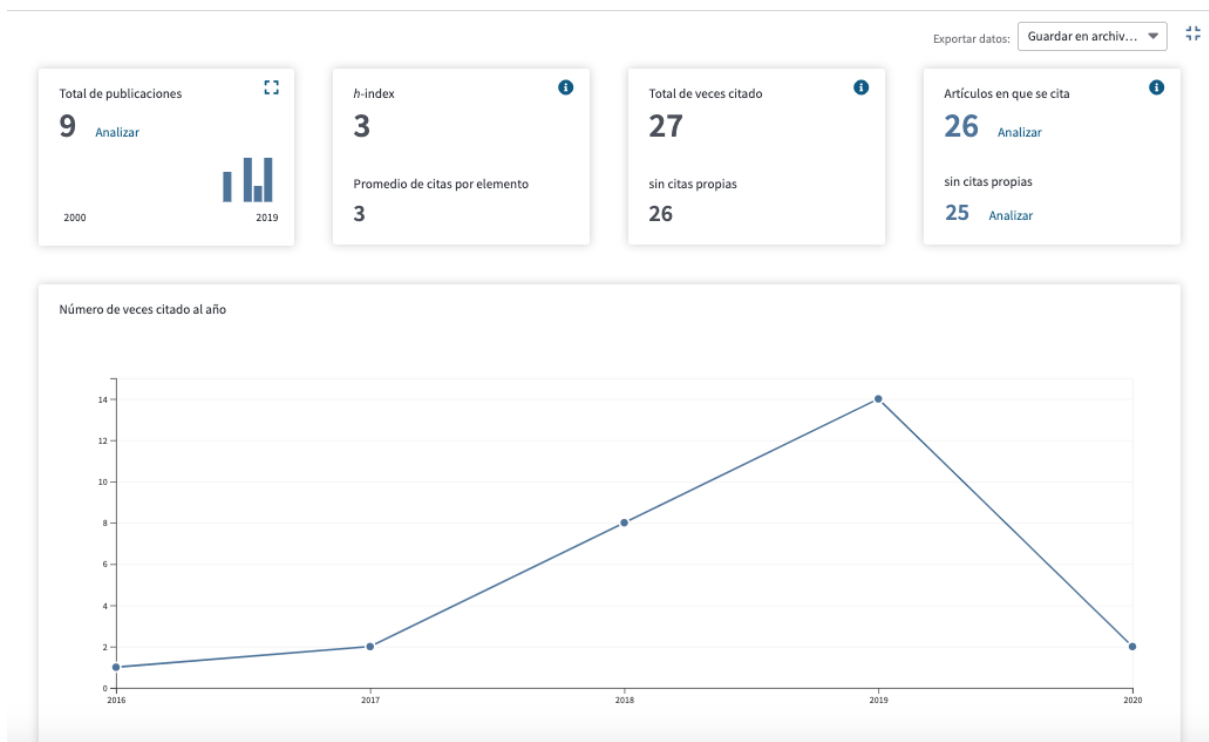 Exportar datos: Guardar en archiv...
Total de publicaciones
9 Analizar
2000 2019
h-index
3
Promedio de citas por elemento
3
Total de veces citado
27
sin citas propias
26
Artículos en que se cita
26 Analizar
sin citas propias
25 Analizar
Número de veces citado al año
14
12
10
8
6
4
2
0
2016 2017 2018 2019 2020